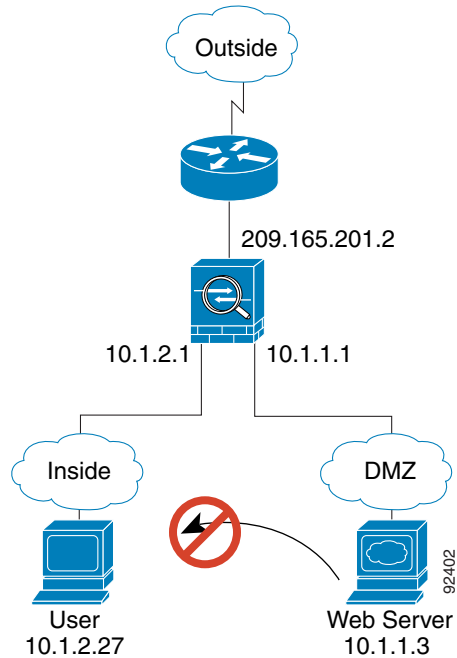 Outside
209.165.201.2
10.1.2.1
10.1.1.1
Inside
DMZ
User
10.1.2.27
Web Server
10.1.1.3
92402